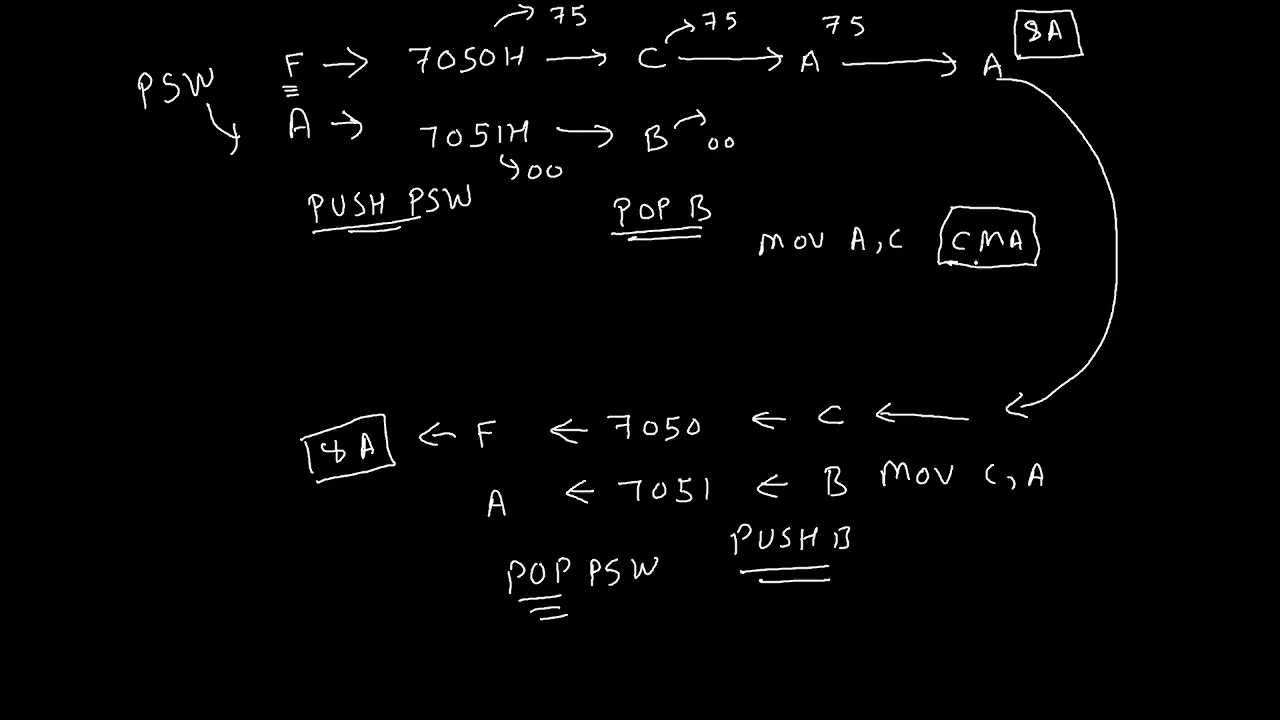 75 75 75 8A
F → 7050H → C → A → A
PSW
A → 7051H → B 00
00
PUSH PSW POP B
MOV A,C CMA
8A ← F ← 7050 ← C ←
A ← 7051 ← B MOV C,A
PUSH B
POP PSW